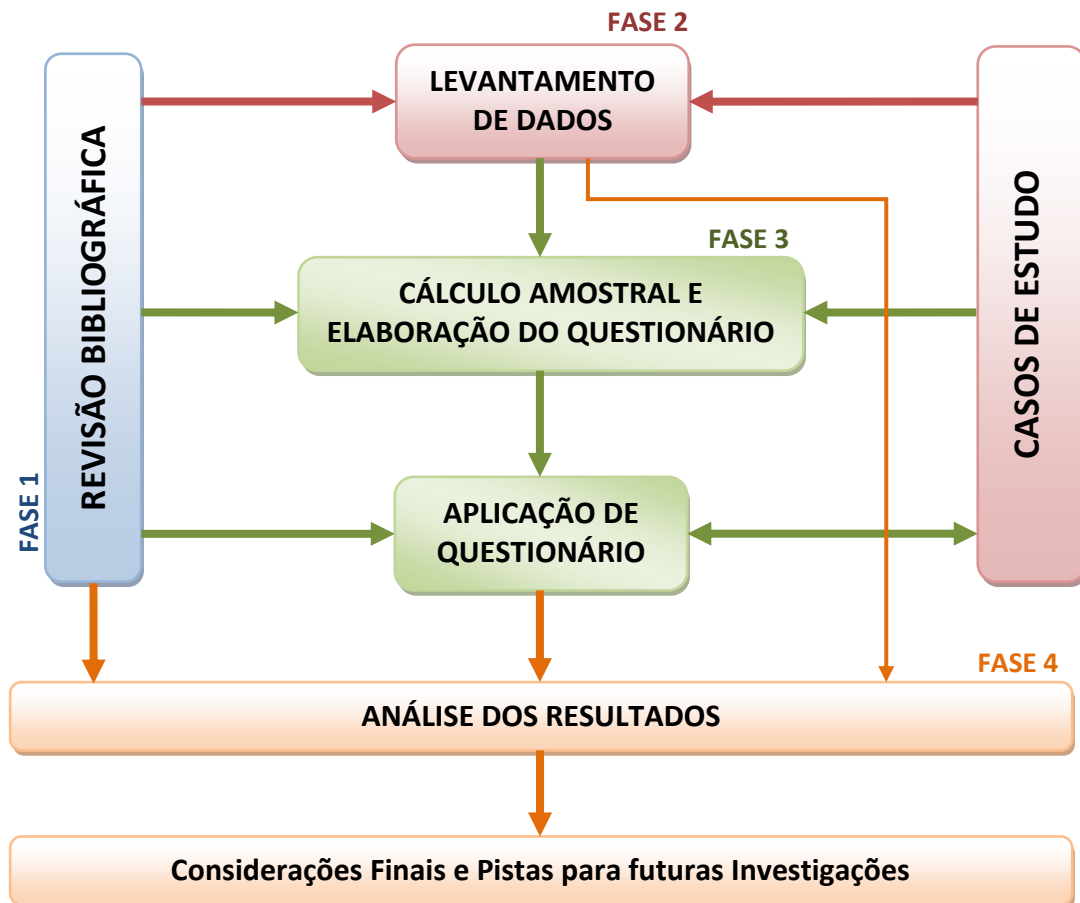 FASE 2
LEVANTAMENTO
DE DADOS
FASE 1
REVISÃO BIBLIOGRÁFICA
CASOS DE ESTUDO
FASE 3
CÁLCULO AMOSTRAL E
ELABORAÇÃO DO QUESTIONÁRIO
APLICAÇÃO DE
QUESTIONÁRIO
FASE 4
ANÁLISE DOS RESULTADOS
Considerações Finais e Pistas para futuras Investigações